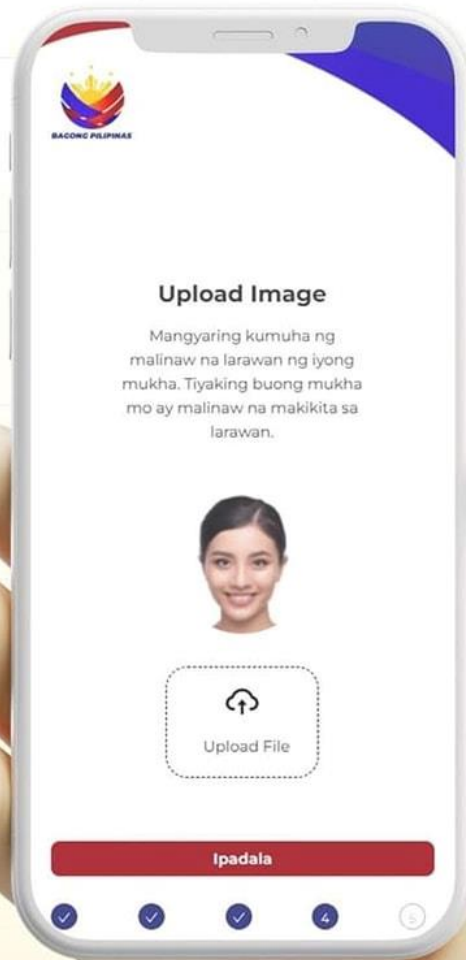 BAGONG PILIPINAS
Upload Image
Mangyaring kumuha ng
malinaw na larawan ng iyong
mukha. Tiyaking buong mukha
mo ay malinaw na makikita sa
larawan.
Upload File
Ipadala
4
5